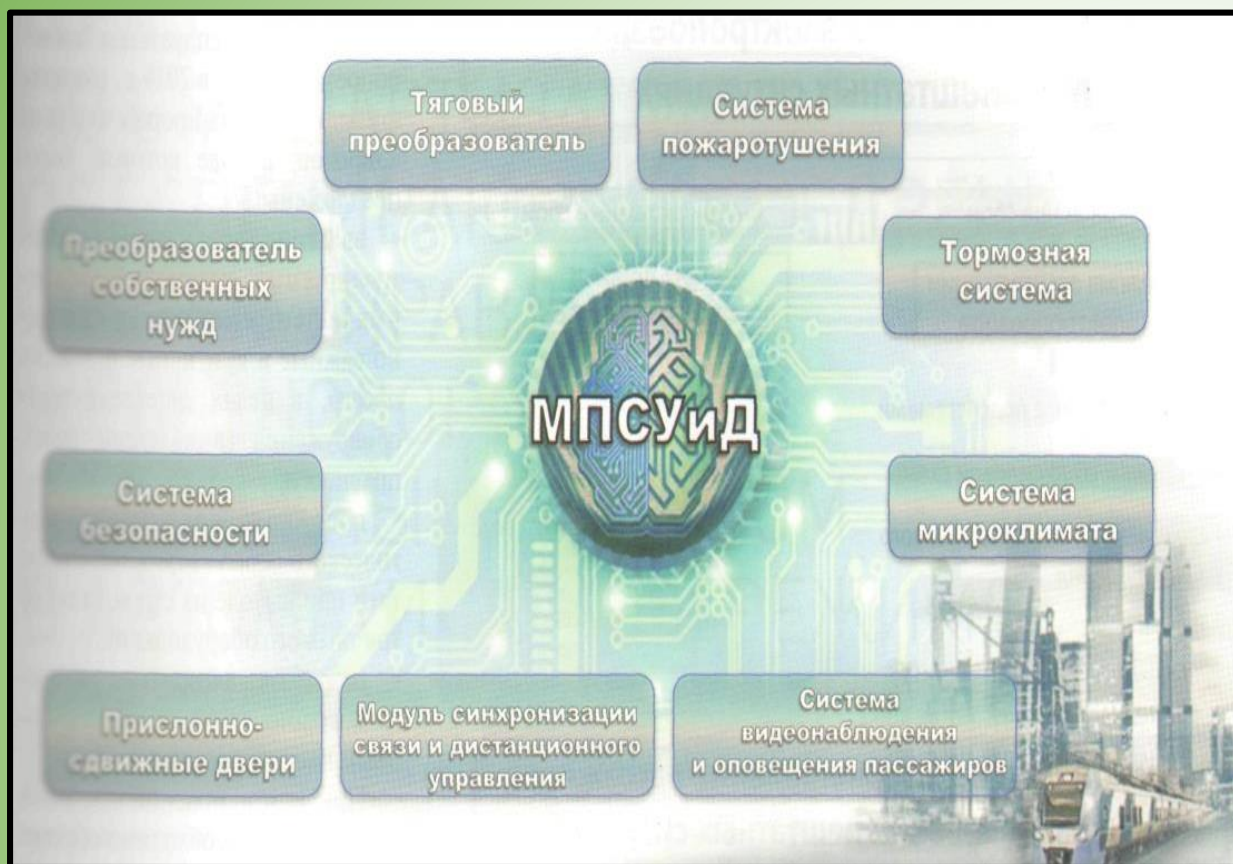 Тяговый
преобразователь
Система
пожаротушения
Преобразователь
собственных
нужд
Тормозная
система
МПСУиД
Система
безопасности
Система
микроклимата
Прислонно-
сдвижные двери
Модуль синхронизации
связи и дистанционного
управления
Система
видеонаблюдения
и оповещения пассажиров